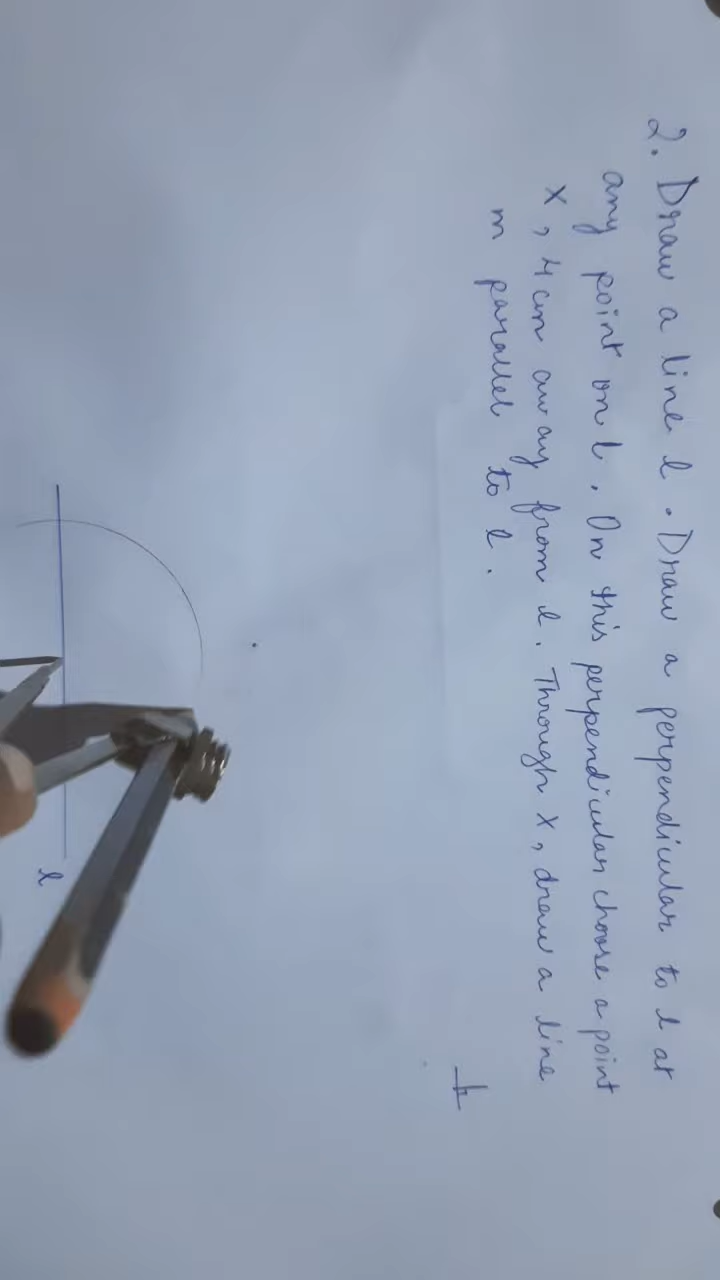 2. Draw a line l. Draw a perpendicular to l at
any point on l. On this perpendicular choose a point
X, 4 cm away from l. Through X, draw a line
m parallel to l.
l